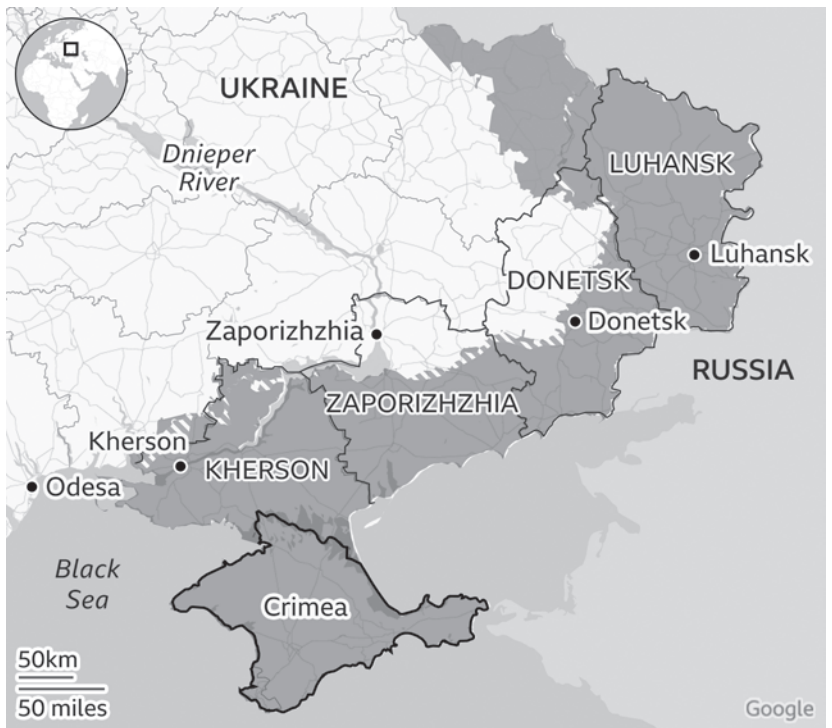 UKRAINE
Dnieper
River
LUHANSK
Luhansk
DONETSK
Donetsk
Zaporizhzhia
RUSSIA
ZAPORIZHZHIA
Kherson
KHERSON
Odesa
Black
Sea
Crimea
50km
50 miles
Google